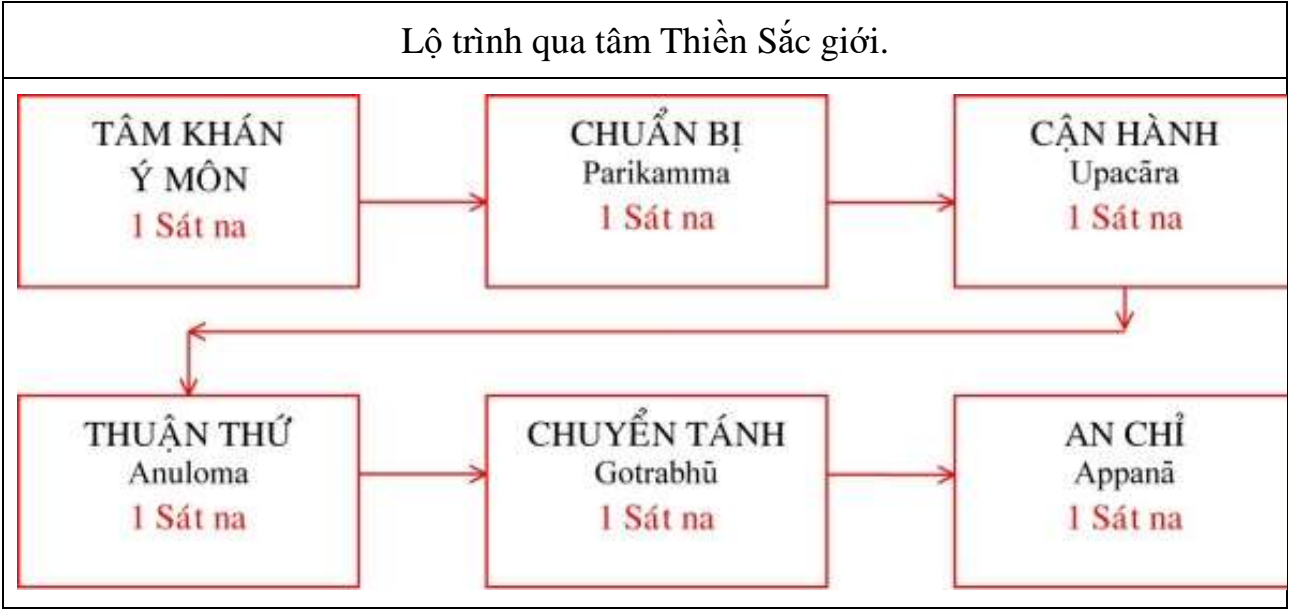 Lộ trình qua tâm Thiền Sắc giới.
TÂM KHÁN
Ý MÔN
1 Sát na
CHUẨN BỊ
Parikamma
1 Sát na
CẬN HÀNH
Upacāra
1 Sát na
THUẬN THỨ
Anuloma
1 Sát na
CHUYỂN TÁNH
Gotrabhū
1 Sát na
AN CHỈ
Appanā
1 Sát na